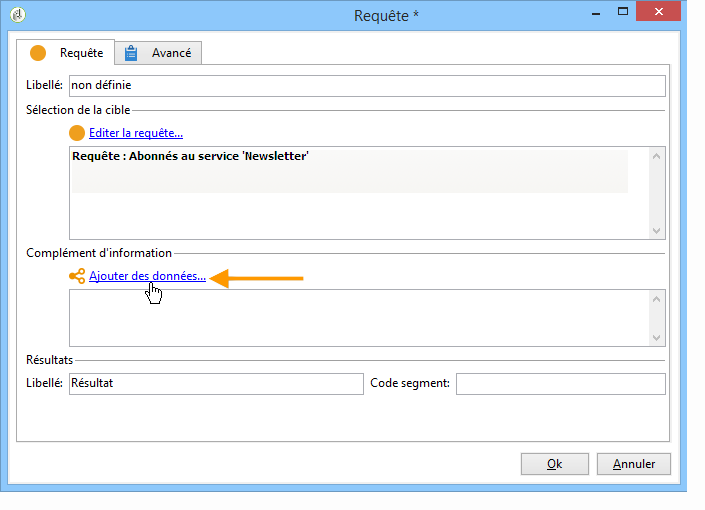 Requête *
Requête Avancé
Libellé: non définie
Sélection de la cible
Editer la requête...
Requête : Abonnés au service 'Newsletter'
Complément d'information
Ajouter des données...
Résultats
Libellé: Résultat Code segment:
Ok Annuler